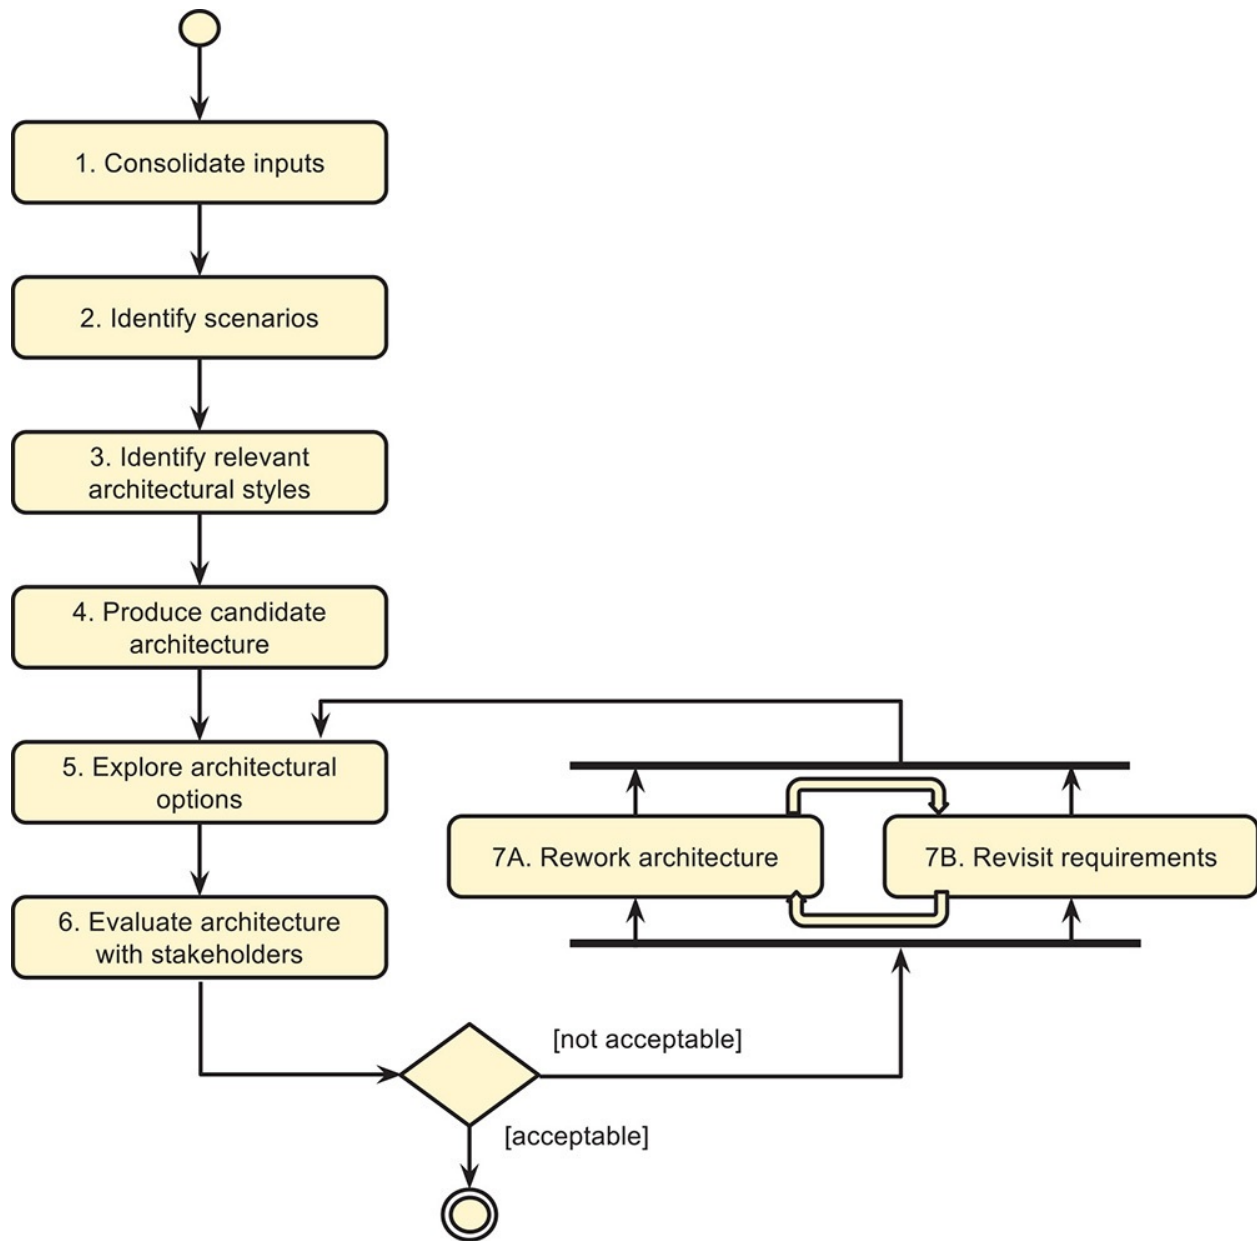 1. Consolidate inputs
2. Identify scenarios
3. Identify relevant
architectural styles
4. Produce candidate
architecture
5. Explore architectural
options
7A. Rework architecture
7B. Revisit requirements
6. Evaluate architecture
with stakeholders
[not acceptable]
[acceptable]